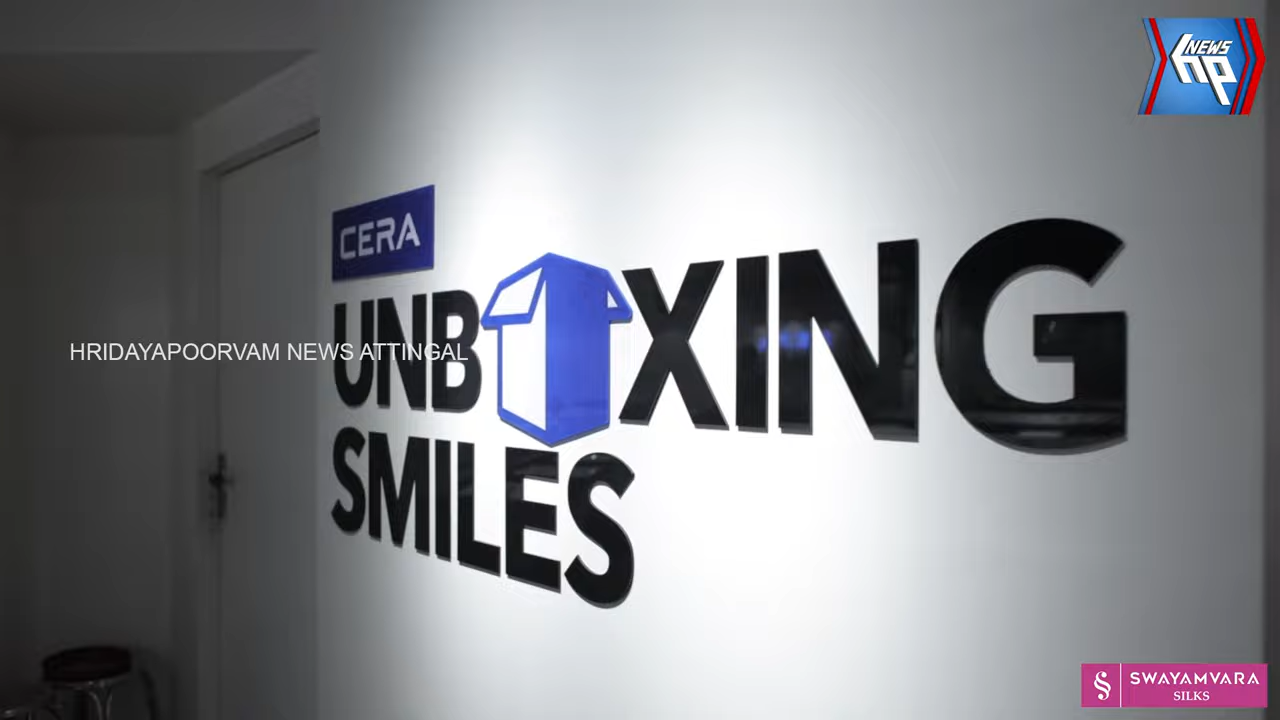 NEWS
hp
CERA
UNBOXING
HRIDAYAPOORVAM NEWS ATTINGAL
SMILES
SWAYAMVARA
SILKS